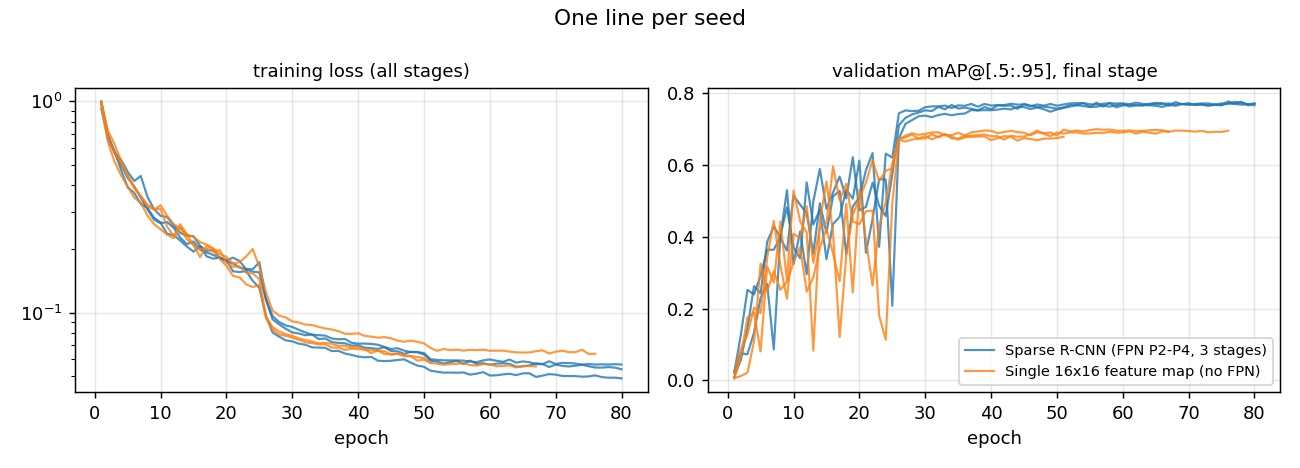 One line per seed
training loss (all stages)
10⁰
10⁻¹
0 10 20 30 40 50 60 70 80
epoch
validation mAP@[.5:.95], final stage
0.8
0.6
0.4
0.2
0.0
0 10 20 30 40 50 60 70 80
epoch
Sparse R-CNN (FPN P2-P4, 3 stages)
Single 16x16 feature map (no FPN)